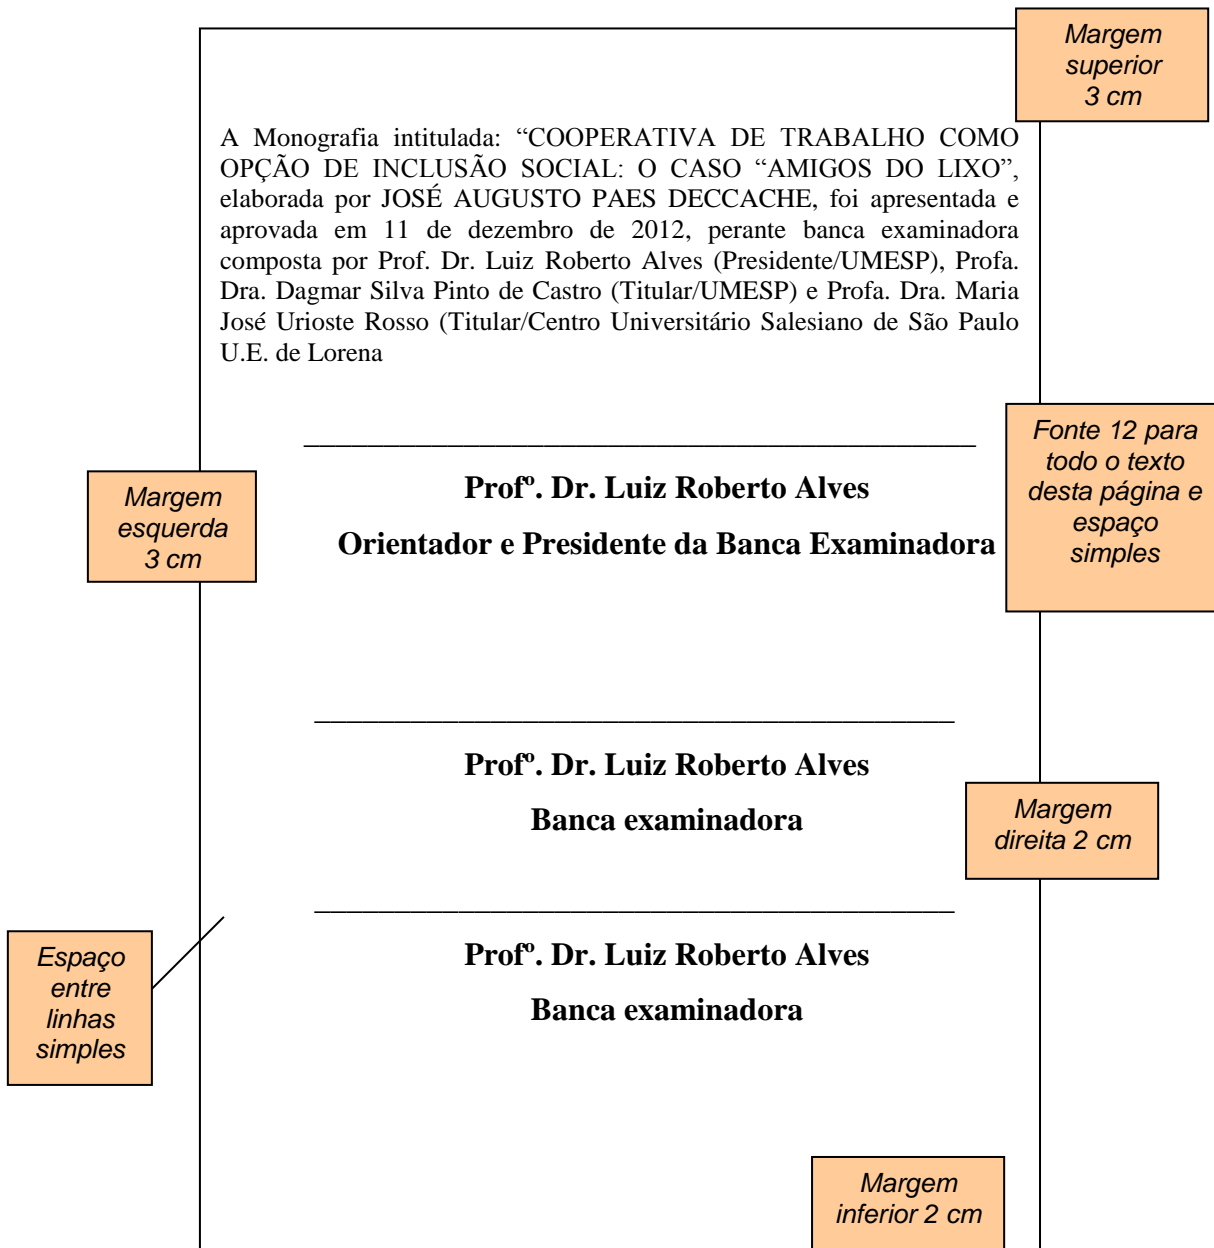 Margem
superior
3 cm
A Monografia intitulada: “COOPERATIVA DE TRABALHO COMO
OPÇÃO DE INCLUSÃO SOCIAL: O CASO “AMIGOS DO LIXO”,
elaborada por JOSÉ AUGUSTO PAES DECCACHE, foi apresentada e
aprovada em 11 de dezembro de 2012, perante banca examinadora
composta por Prof. Dr. Luiz Roberto Alves (Presidente/UMESP), Profa.
Dra. Dagmar Silva Pinto de Castro (Titular/UMESP) e Profa. Dra. Maria
José Urioste Rosso (Titular/Centro Universitário Salesiano de São Paulo
U.E. de Lorena
Fonte 12 para
todo o texto
desta página e
espaço
simples
Margem
esquerda
3 cm
Profº. Dr. Luiz Roberto Alves
Orientador e Presidente da Banca Examinadora
Profº. Dr. Luiz Roberto Alves
Banca examinadora
Margem
direita 2 cm
Profº. Dr. Luiz Roberto Alves
Banca examinadora
Espaço
entre
linhas
simples
Margem
inferior 2 cm